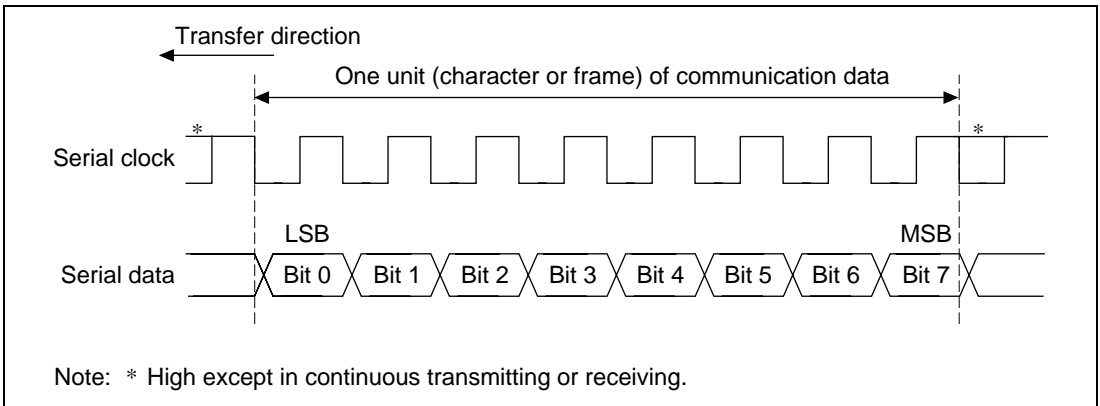 Transfer direction
One unit (character or frame) of communication data
* *
Serial clock
LSB MSB
Serial data Bit 0 Bit 1 Bit 2 Bit 3 Bit 4 Bit 5 Bit 6 Bit 7
Note: * High except in continuous transmitting or receiving.